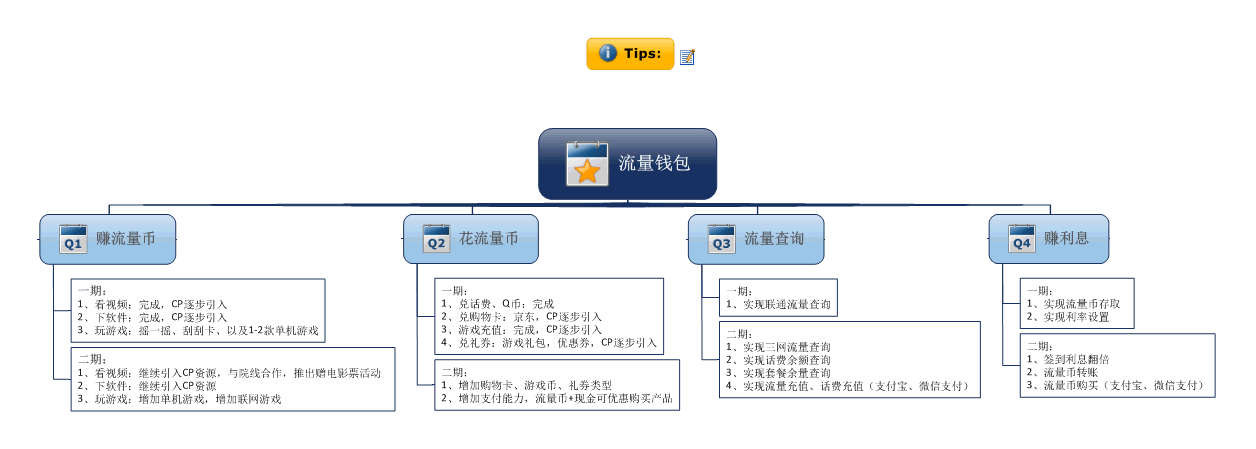 Tips:
流量钱包
Q1 赚流量币
一期：
1、看视频：完成，CP逐步引入
2、下软件：完成，CP逐步引入
3、玩游戏：摇一摇、刮刮卡、以及1-2款单机游戏
二期：
1、看视频：继续引入CP资源，与院线合作，推出赠电影票活动
2、下软件：继续引入CP资源
3、玩游戏：增加单机游戏，增加联网游戏
Q2 花流量币
一期：
1、兑话费、Q币：完成
2、兑购物卡：京东，CP逐步引入
3、游戏充值：完成，CP逐步引入
4、兑礼券：游戏礼包，优惠券，CP逐步引入
二期：
1、增加购物卡、游戏币、礼券类型
2、增加支付能力，流量币+现金可优惠购买产品
Q3 流量查询
一期：
1、实现联通流量查询
二期：
1、实现三网流量查询
2、实现话费余额查询
3、实现套餐余量查询
4、实现流量充值、话费充值（支付宝、微信支付）
Q4 赚利息
一期：
1、实现流量币存取
2、实现利率设置
二期：
1、签到利息翻倍
2、流量币转账
3、流量币购买（支付宝、微信支付）